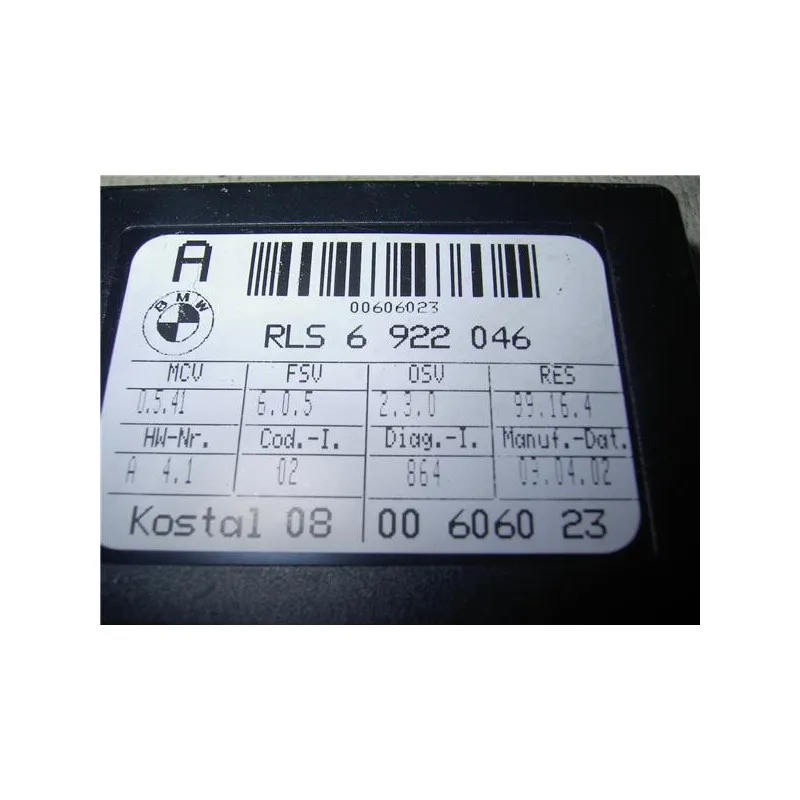 A
00606023
BMW
RLS 6 922 046
MCV FSV OSV RES
0.5.41 6.0.5 2.3.0 99.16.4
HW-Nr. Cod.-I. Diag.-I. Manuf.-Dat.
A 4.1 02 864 03.04.02
Kostal 08 00 6060 23